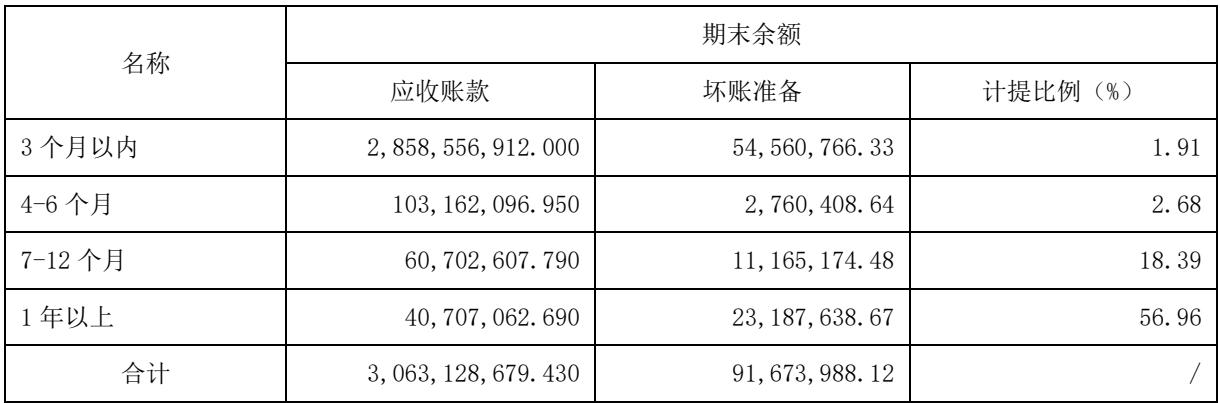 名称 期末余额
应收账款 坏账准备 计提比例（%）
3 个月以内 2,858,556,912.000 54,560,766.33 1.91
4-6 个月 103,162,096.950 2,760,408.64 2.68
7-12 个月 60,702,607.790 11,165,174.48 18.39
1 年以上 40,707,062.690 23,187,638.67 56.96
合计 3,063,128,679.430 91,673,988.12 /